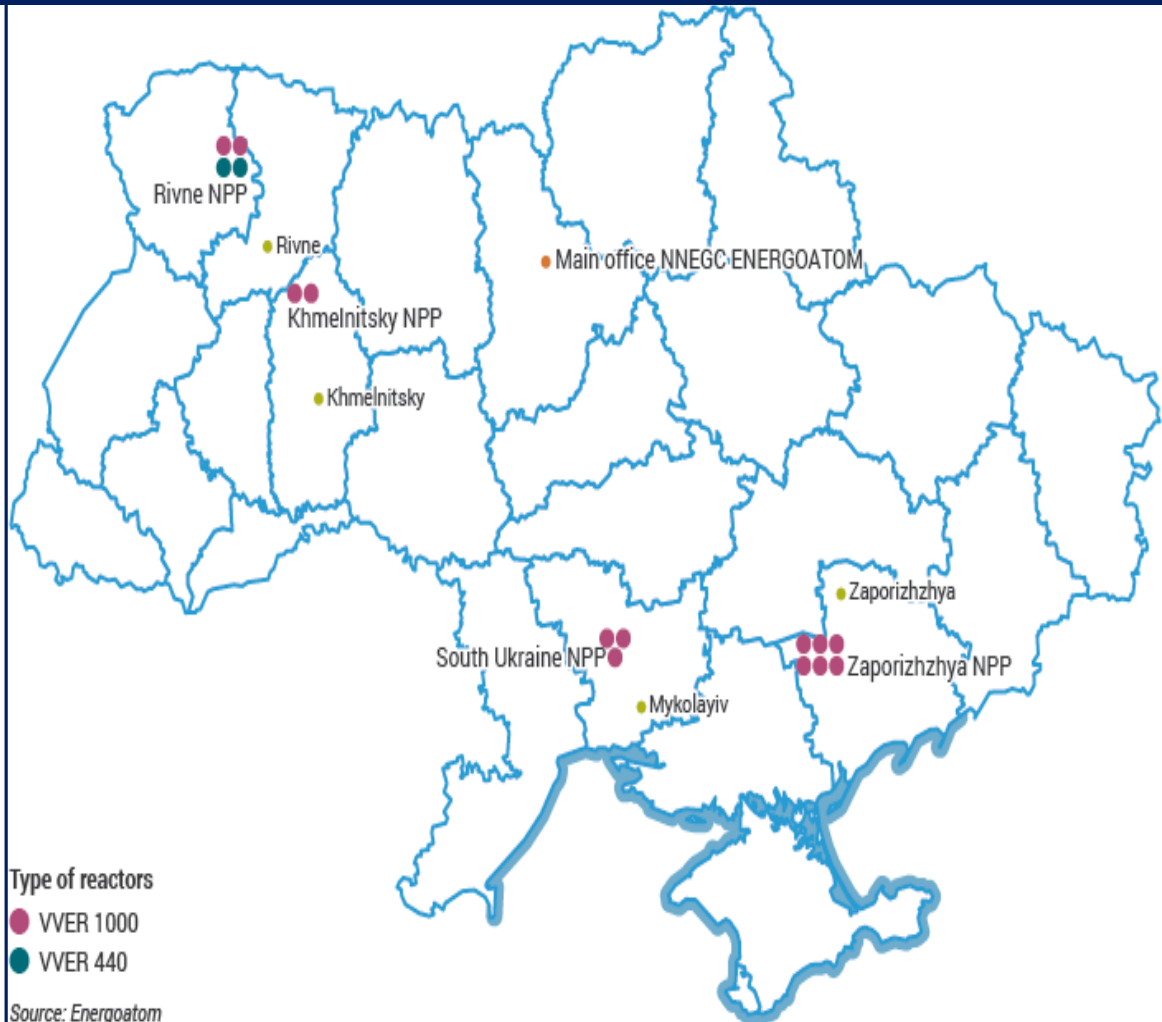 Rivne NPP
Rivne
Main office NNEGC ENERGOATOM
Khmelnitsky NPP
Khmelnitsky
Zaporizhzhya
South Ukraine NPP
Zaporizhzhya NPP
Mykolayiv
Type of reactors
VVER 1000
VVER 440
Source: Energoatom